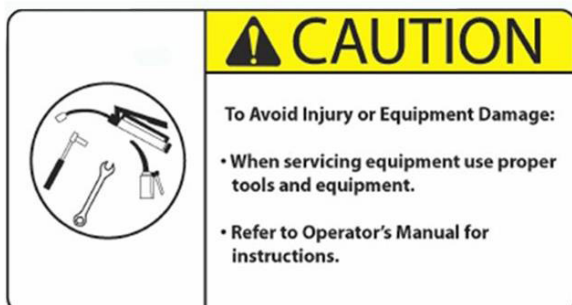 CAUTION
To Avoid Injury or Equipment Damage:
• When servicing equipment use proper
tools and equipment.
• Refer to Operator's Manual for
instructions.